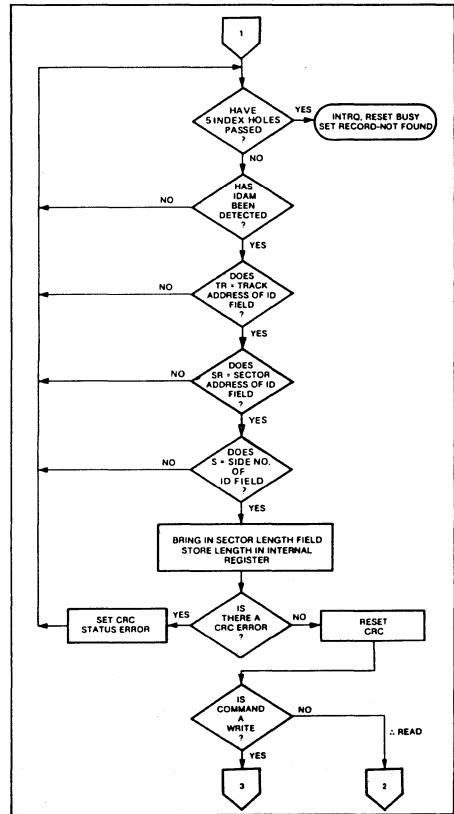 1
HAVE
5 INDEX HOLES
PASSED
?
YES
INTRQ, RESET BUSY
SET RECORD-NOT FOUND
NO
HAS
IDAM
BEEN
DETECTED
?
NO
YES
DOES
TR = TRACK
ADDRESS OF ID
FIELD
?
NO
YES
DOES
SR = SECTOR
ADDRESS OF ID
FIELD
?
NO
YES
DOES
S = SIDE NO.
OF
ID FIELD
?
NO
YES
BRING IN SECTOR LENGTH FIELD
STORE LENGTH IN INTERNAL
REGISTER
SET CRC
STATUS ERROR
YES
IS
THERE A
CRC ERROR
?
NO
RESET
CRC
IS
COMMAND
A
WRITE
?
NO
∴ READ
YES
3
2